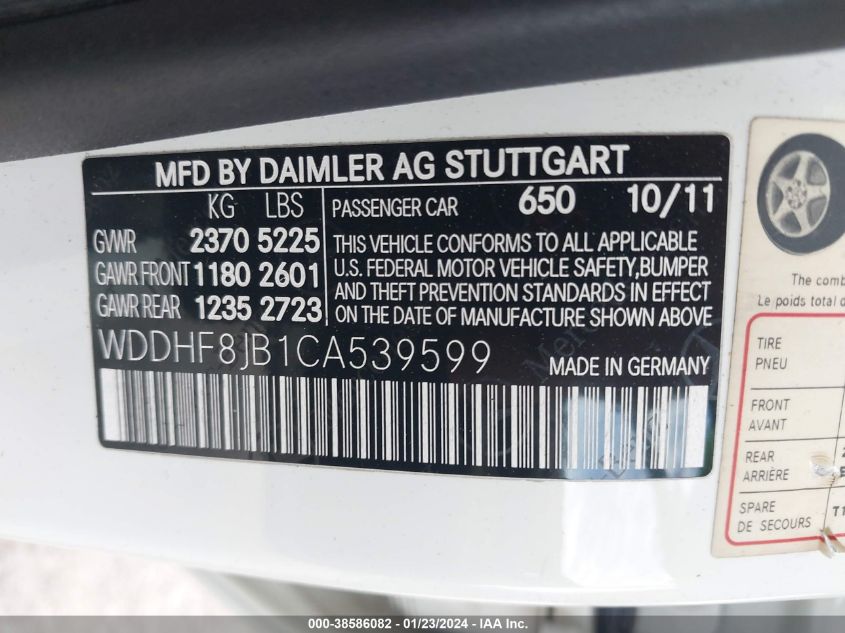 MFD BY DAIMLER AG STUTTGART
KG LBS
PASSENGER CAR 650 10/11
GVWR 2370 5225
GAWR FRONT 1180 2601
GAWR REAR 1235 2723
THIS VEHICLE CONFORMS TO ALL APPLICABLE
U.S. FEDERAL MOTOR VEHICLE SAFETY,BUMPER
AND THEFT PREVENTION STANDARDS IN EFFECT
ON THE DATE OF MANUFACTURE SHOWN ABOVE
WDDHF8JB1CA539599
MADE IN GERMANY
The comb
Le poids total d
TIRE
PNEU
FRONT
AVANT
REAR
ARRIÈRE
SPARE
DE SECOURS
T1
000-38586082 - 01/23/2024 - IAA Inc.